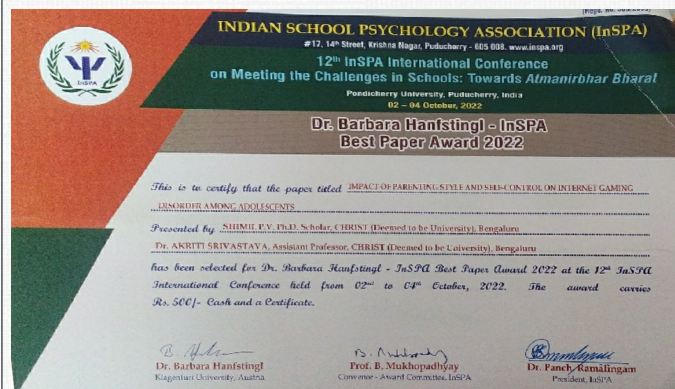 INDIAN SCHOOL PSYCHOLOGY ASSOCIATION (InSPA)
#17, 14th Street, Krishna Nagar, Puducherry - 605 008. www.inspa.org
12th InSPA International Conference
on Meeting the Challenges in Schools: Towards Atmanirbhar Bharat
Pondicherry University, Puducherry, India
02 – 04 October, 2022
InSPA
Dr. Barbara Hanfstingl - InSPA
Best Paper Award 2022
This is to certify that the paper titled IMPACT OF PARENTING STYLE AND SELF-CONTROL ON INTERNET GAMING
DISORDER AMONG ADOLESCENTS
Presented by SHIMIL P.V. Ph.D. Scholar, CHRIST (Deemed to be University), Bengaluru
Dr. AKRITI SRIVASTAVA, Assistant Professor, CHRIST (Deemed to be University), Bengaluru
has been selected for Dr. Barbara Hanfstingl - InSPA Best Paper Award 2022 at the 12th InSPA
International Conference held from 02nd to 04th October, 2022. The award carries
Rs. 500/- Cash and a Certificate.
Dr. Barbara Hanfstingl
Klagenfurt University, Austria
Prof. B. Mukhopadhyay
Convenor - Award Committee, InSPA
Dr. Panch. Ramalingam
President, InSPA